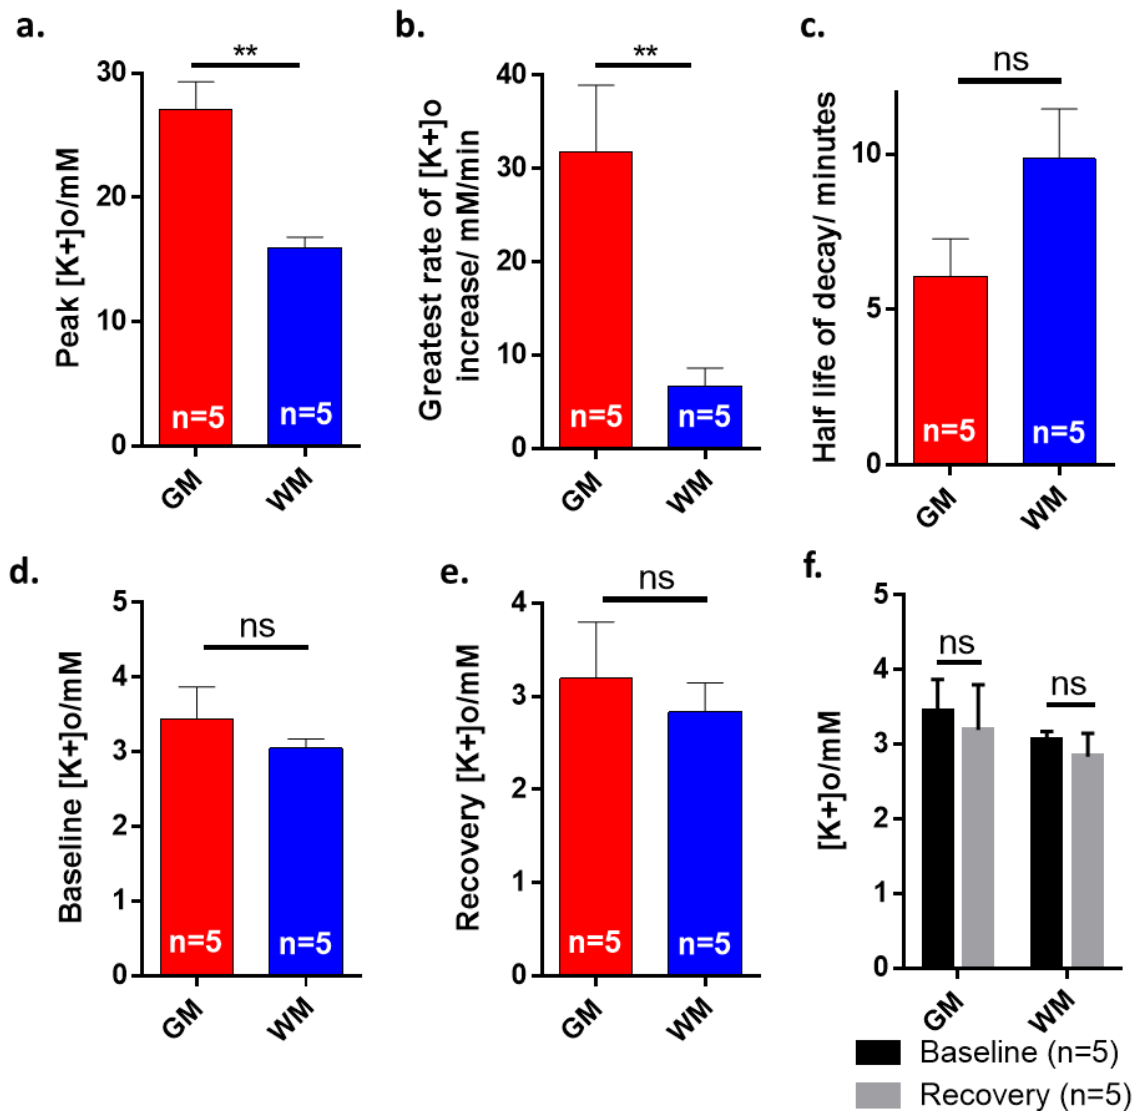 a.
**
Peak [K+]o/mM
30
20
10
0
n=5
n=5
GM
WM
b.
**
Greatest rate of [K+]o
increase/ mM/min
40
30
20
10
0
n=5
n=5
GM
WM
c.
ns
Half life of decay/ minutes
10
5
0
n=5
n=5
GM
WM
d.
ns
Baseline [K+]o/mM
5
4
3
2
1
0
n=5
n=5
GM
WM
e.
ns
Recovery [K+]o/mM
4
3
2
1
0
n=5
n=5
GM
WM
f.
ns
ns
[K+]o/mM
5
4
3
2
1
0
GM
WM
Baseline (n=5)
Recovery (n=5)